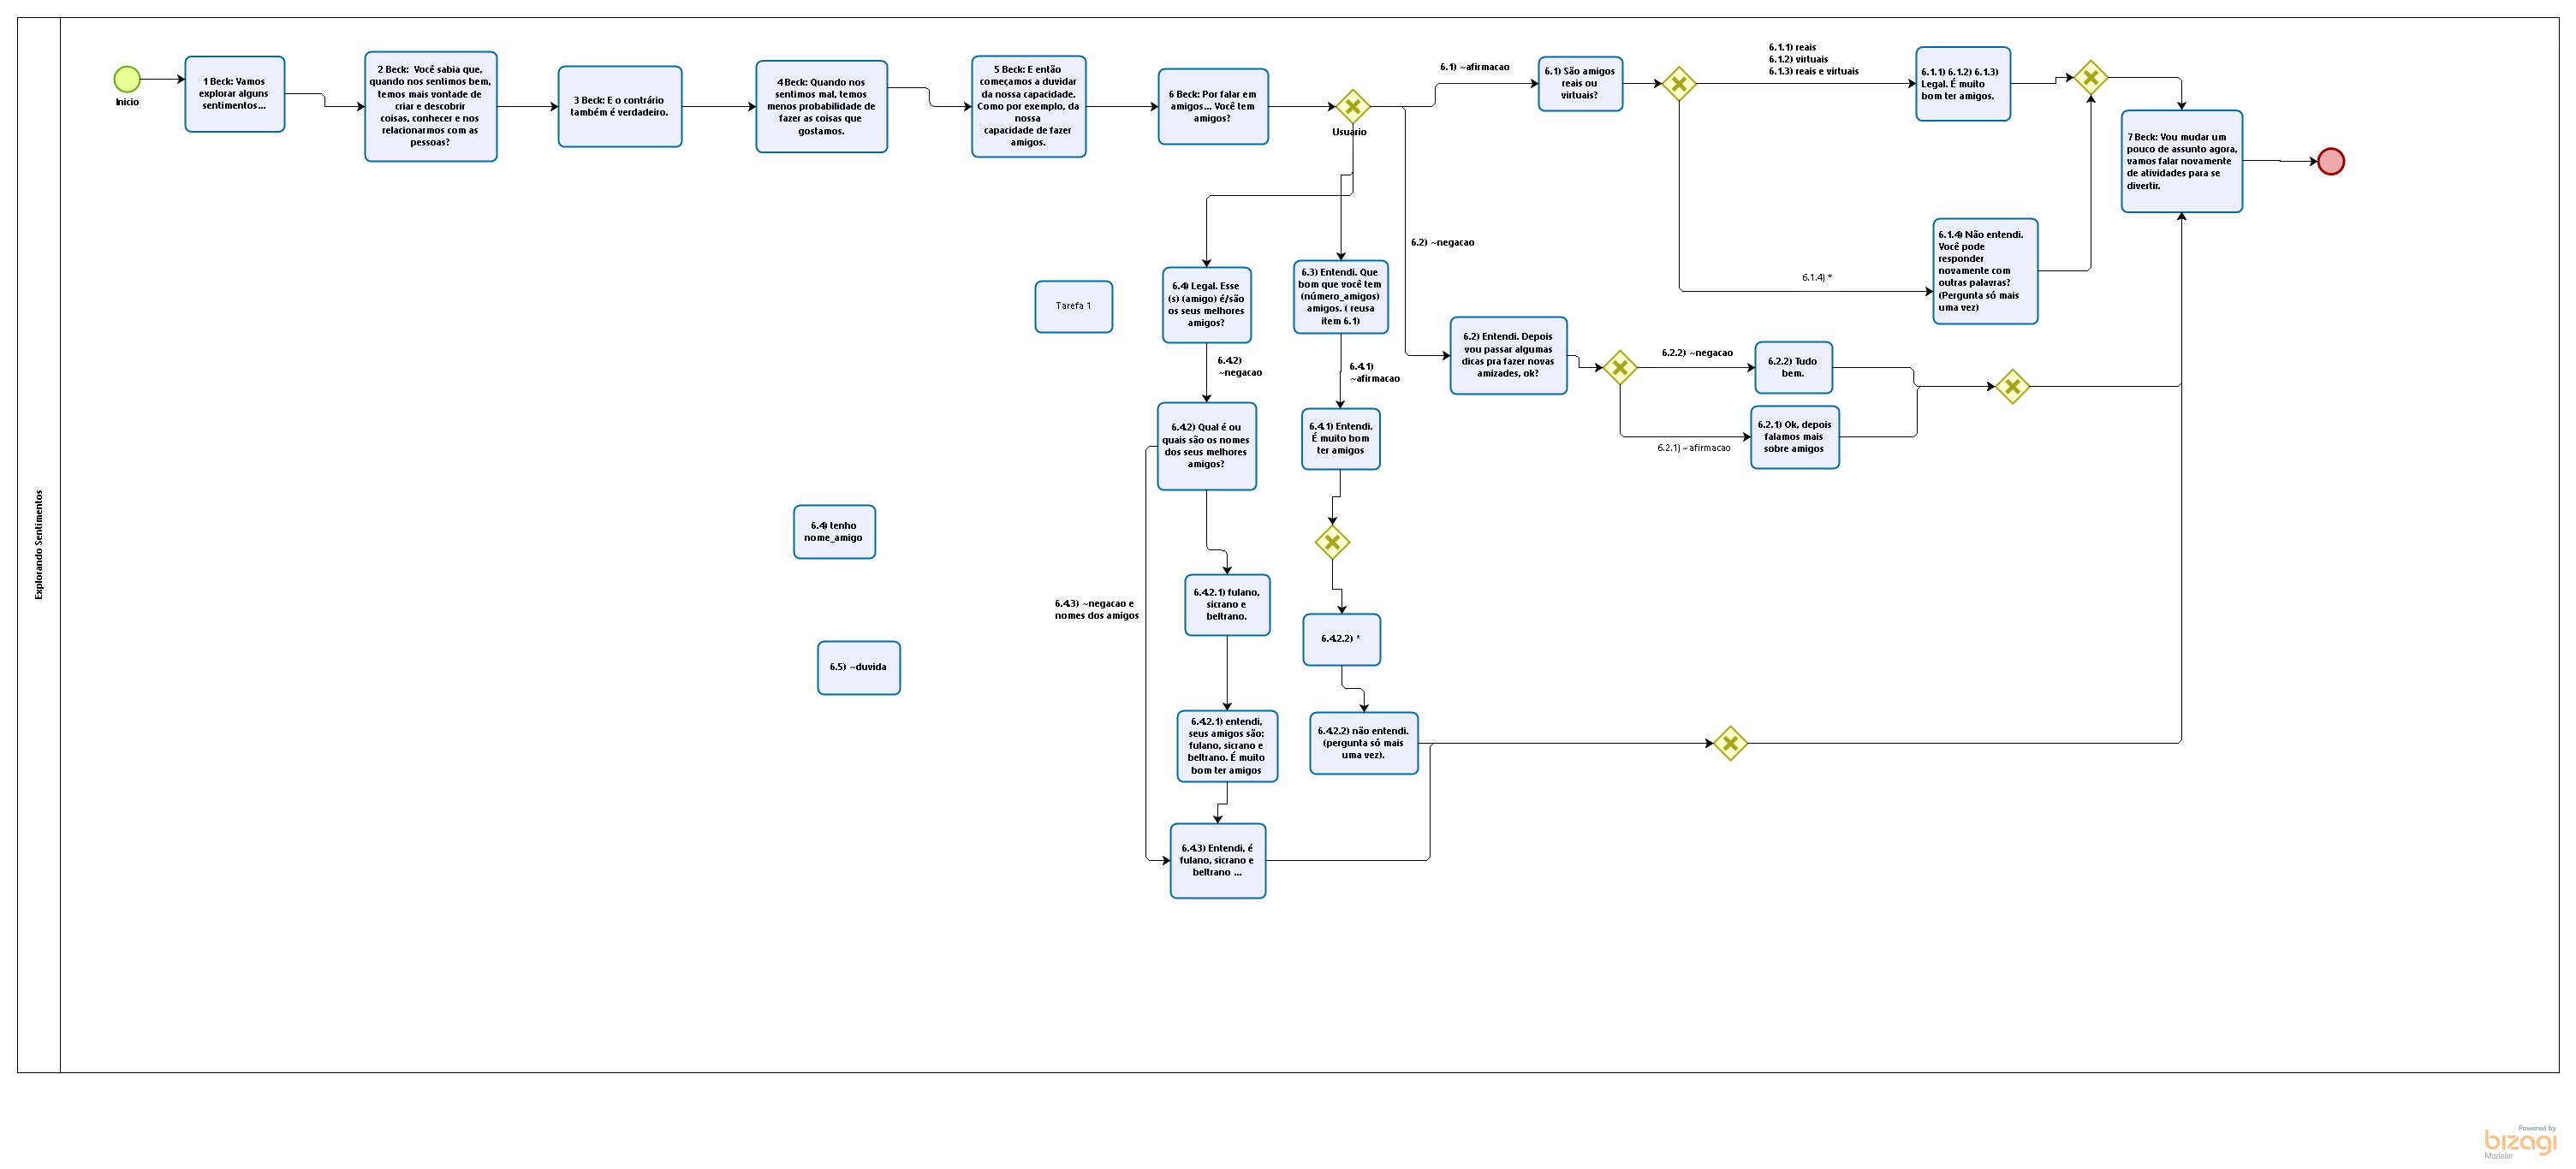 Explorando Sentimentos
Inicio
1 Beck: Vamos
explorar alguns
sentimentos...
2 Beck:  Você sabia que,
quando nos sentimos bem,
temos mais vontade de
criar e descobrir
coisas, conhecer e nos
relacionarmos com as
pessoas?
3 Beck: E o contrário
também é verdadeiro.
4 Beck: Quando nos
sentimos mal, temos
menos probabilidade de
fazer as coisas que
gostamos.
5 Beck: E então
começamos a duvidar
da nossa capacidade.
Como por exemplo, da
nossa
capacidade de fazer
amigos.
6 Beck: Por falar em
amigos... Você tem
amigos?
Usuario
6.1) ~afirmacao
6.1) São amigos
reais ou
virtuais?
6.1.1) reais
6.1.2) virtuais
6.1.3) reais e virtuais
6.1.1) 6.1.2) 6.1.3)
Legal. É muito
bom ter amigos.
7 Beck: Vou mudar um
pouco de assunto agora,
vamos falar novamente
de atividades para se
divertir.
6.1.4) *
6.1.4) Não entendi.
Você pode
responder
novamente com
outras palavras?
(Pergunta só mais
uma vez)
6.2) ~negacao
6.2) Entendi. Depois
vou passar algumas
dicas pra fazer novas
amizades, ok?
6.2.2) ~negacao
6.2.2) Tudo
bem.
6.2.1) ~afirmacao
6.2.1) Ok, depois
falamos mais
sobre amigos
Tarefa 1
6.4) Legal. Esse
(s) (amigo) é/são
os seus melhores
amigos?
6.3) Entendi. Que
bom que você tem
(número_amigos)
amigos. ( reusa
item 6.1)
6.4.2)
~negacao
6.4.1)
~afirmacao
6.4.2) Qual é ou
quais são os nomes
dos seus melhores
amigos?
6.4.1) Entendi.
É muito bom
ter amigos
6.4) tenho
nome_amigo
6.5) ~duvida
6.4.3) ~negacao e
nomes dos amigos
6.4.2.1) fulano,
sicrano e
beltrano.
6.4.2.2) *
6.4.2.1) entendi,
seus amigos são:
fulano, sicrano e
beltrano. É muito
bom ter amigos
6.4.2.2) não entendi.
(pergunta só mais
uma vez).
6.4.3) Entendi, é
fulano, sicrano e
beltrano ...
Powered by
bizagi
Modeler